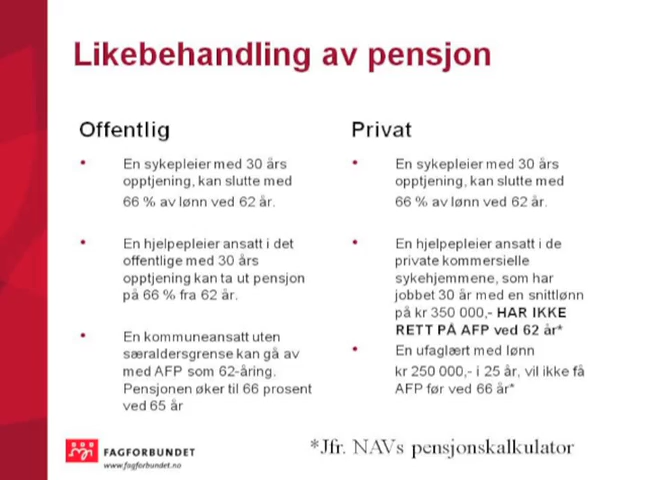 Likebehandling av pensjon
Offentlig
• En sykepleier med 30 års
opptjening, kan slutte med
66 % av lønn ved 62 år.
• En hjelpepleier ansatt i det
offentlige med 30 års
opptjening kan ta ut pensjon
på 66 % fra 62 år.
• En kommuneansatt uten
særaldersgrense kan gå av
med AFP som 62-åring.
Pensjonen øker til 66 prosent
ved 65 år
Privat
• En sykepleier med 30 års
opptjening, kan slutte med
66 % av lønn ved 62 år.
• En hjelpepleier ansatt i de
private kommersielle
sykehjemmene, som har
jobbet 30 år med en snittlønn
på kr 350 000,- HAR IKKE
RETT PÅ AFP ved 62 år*
• En ufaglært med lønn
kr 250 000,- i 25 år, vil ikke få
AFP før ved 66 år*
FAGFORBUNDET
www.fagforbundet.no
*Jfr. NAVs pensjonskalkulator